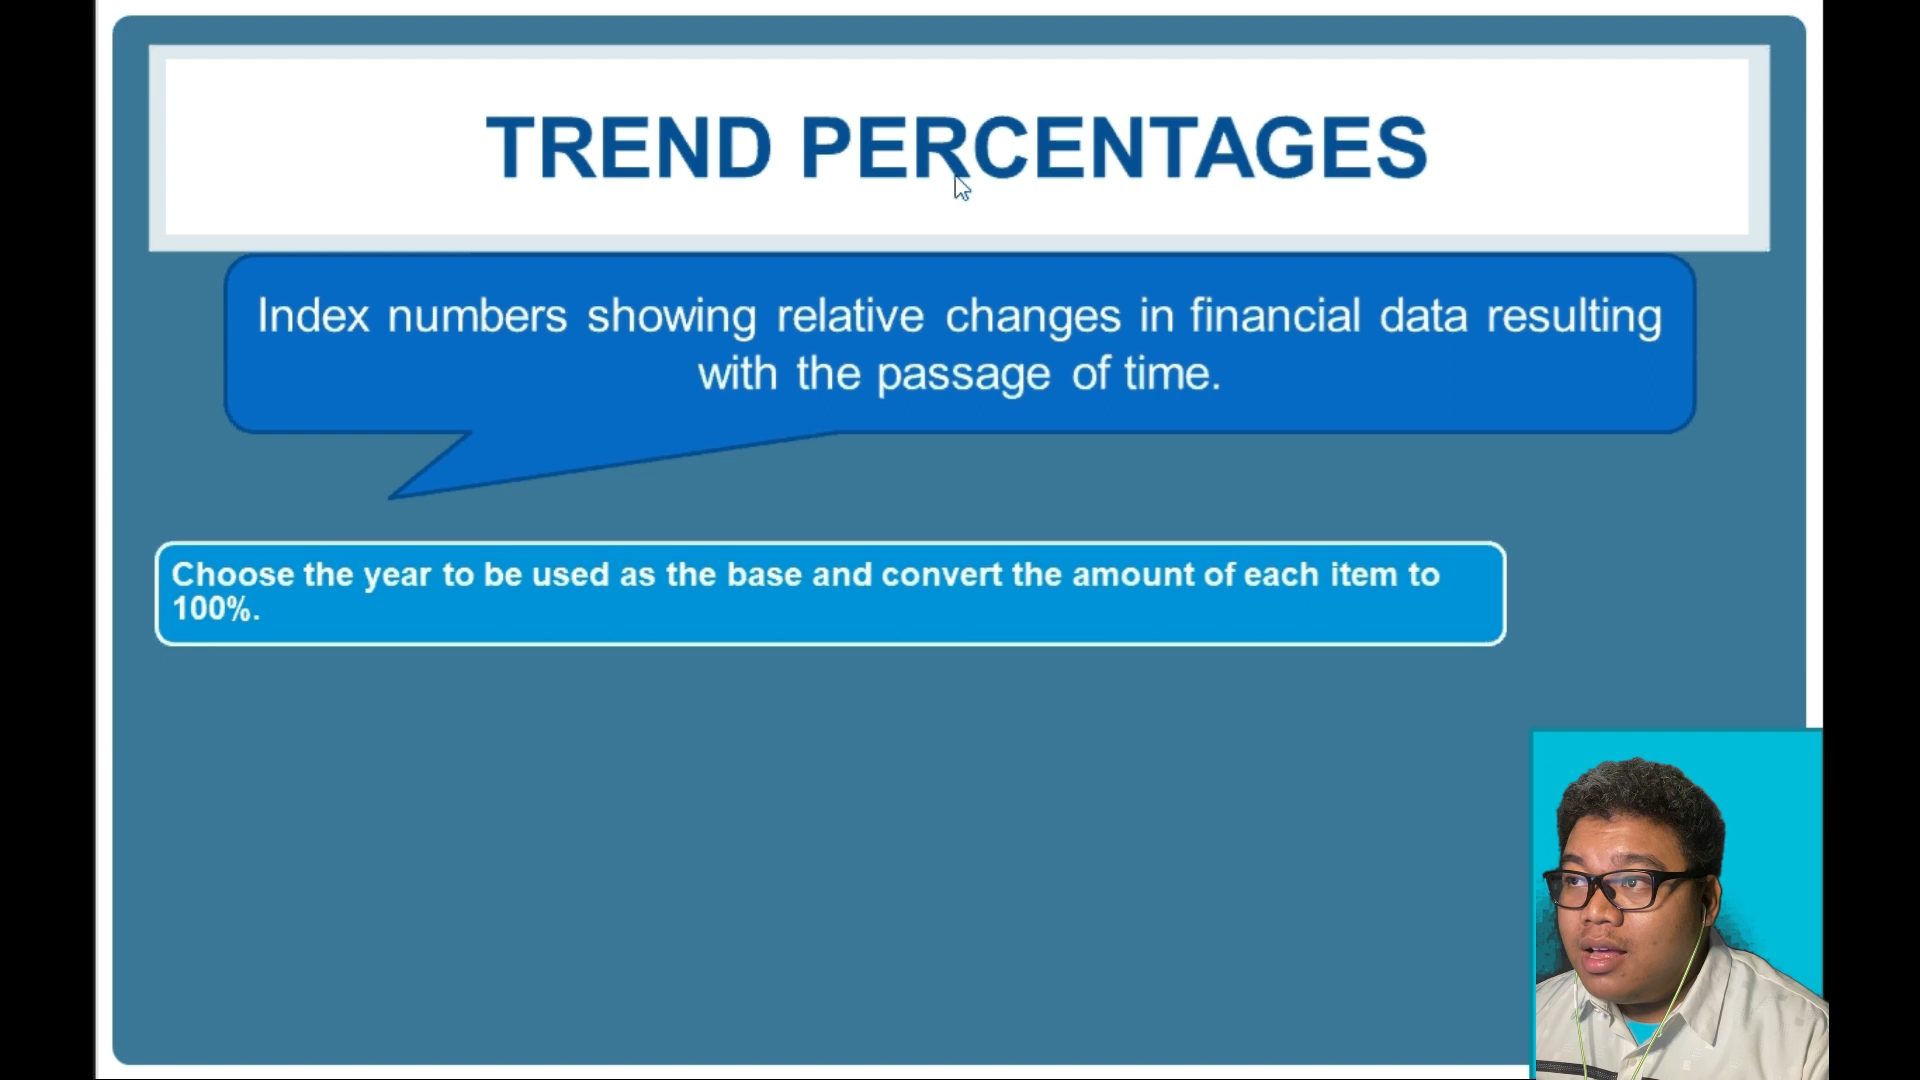 TREND PERCENTAGES
Index numbers showing relative changes in financial data resulting
with the passage of time.
Choose the year to be used as the base and convert the amount of each item to
100%.